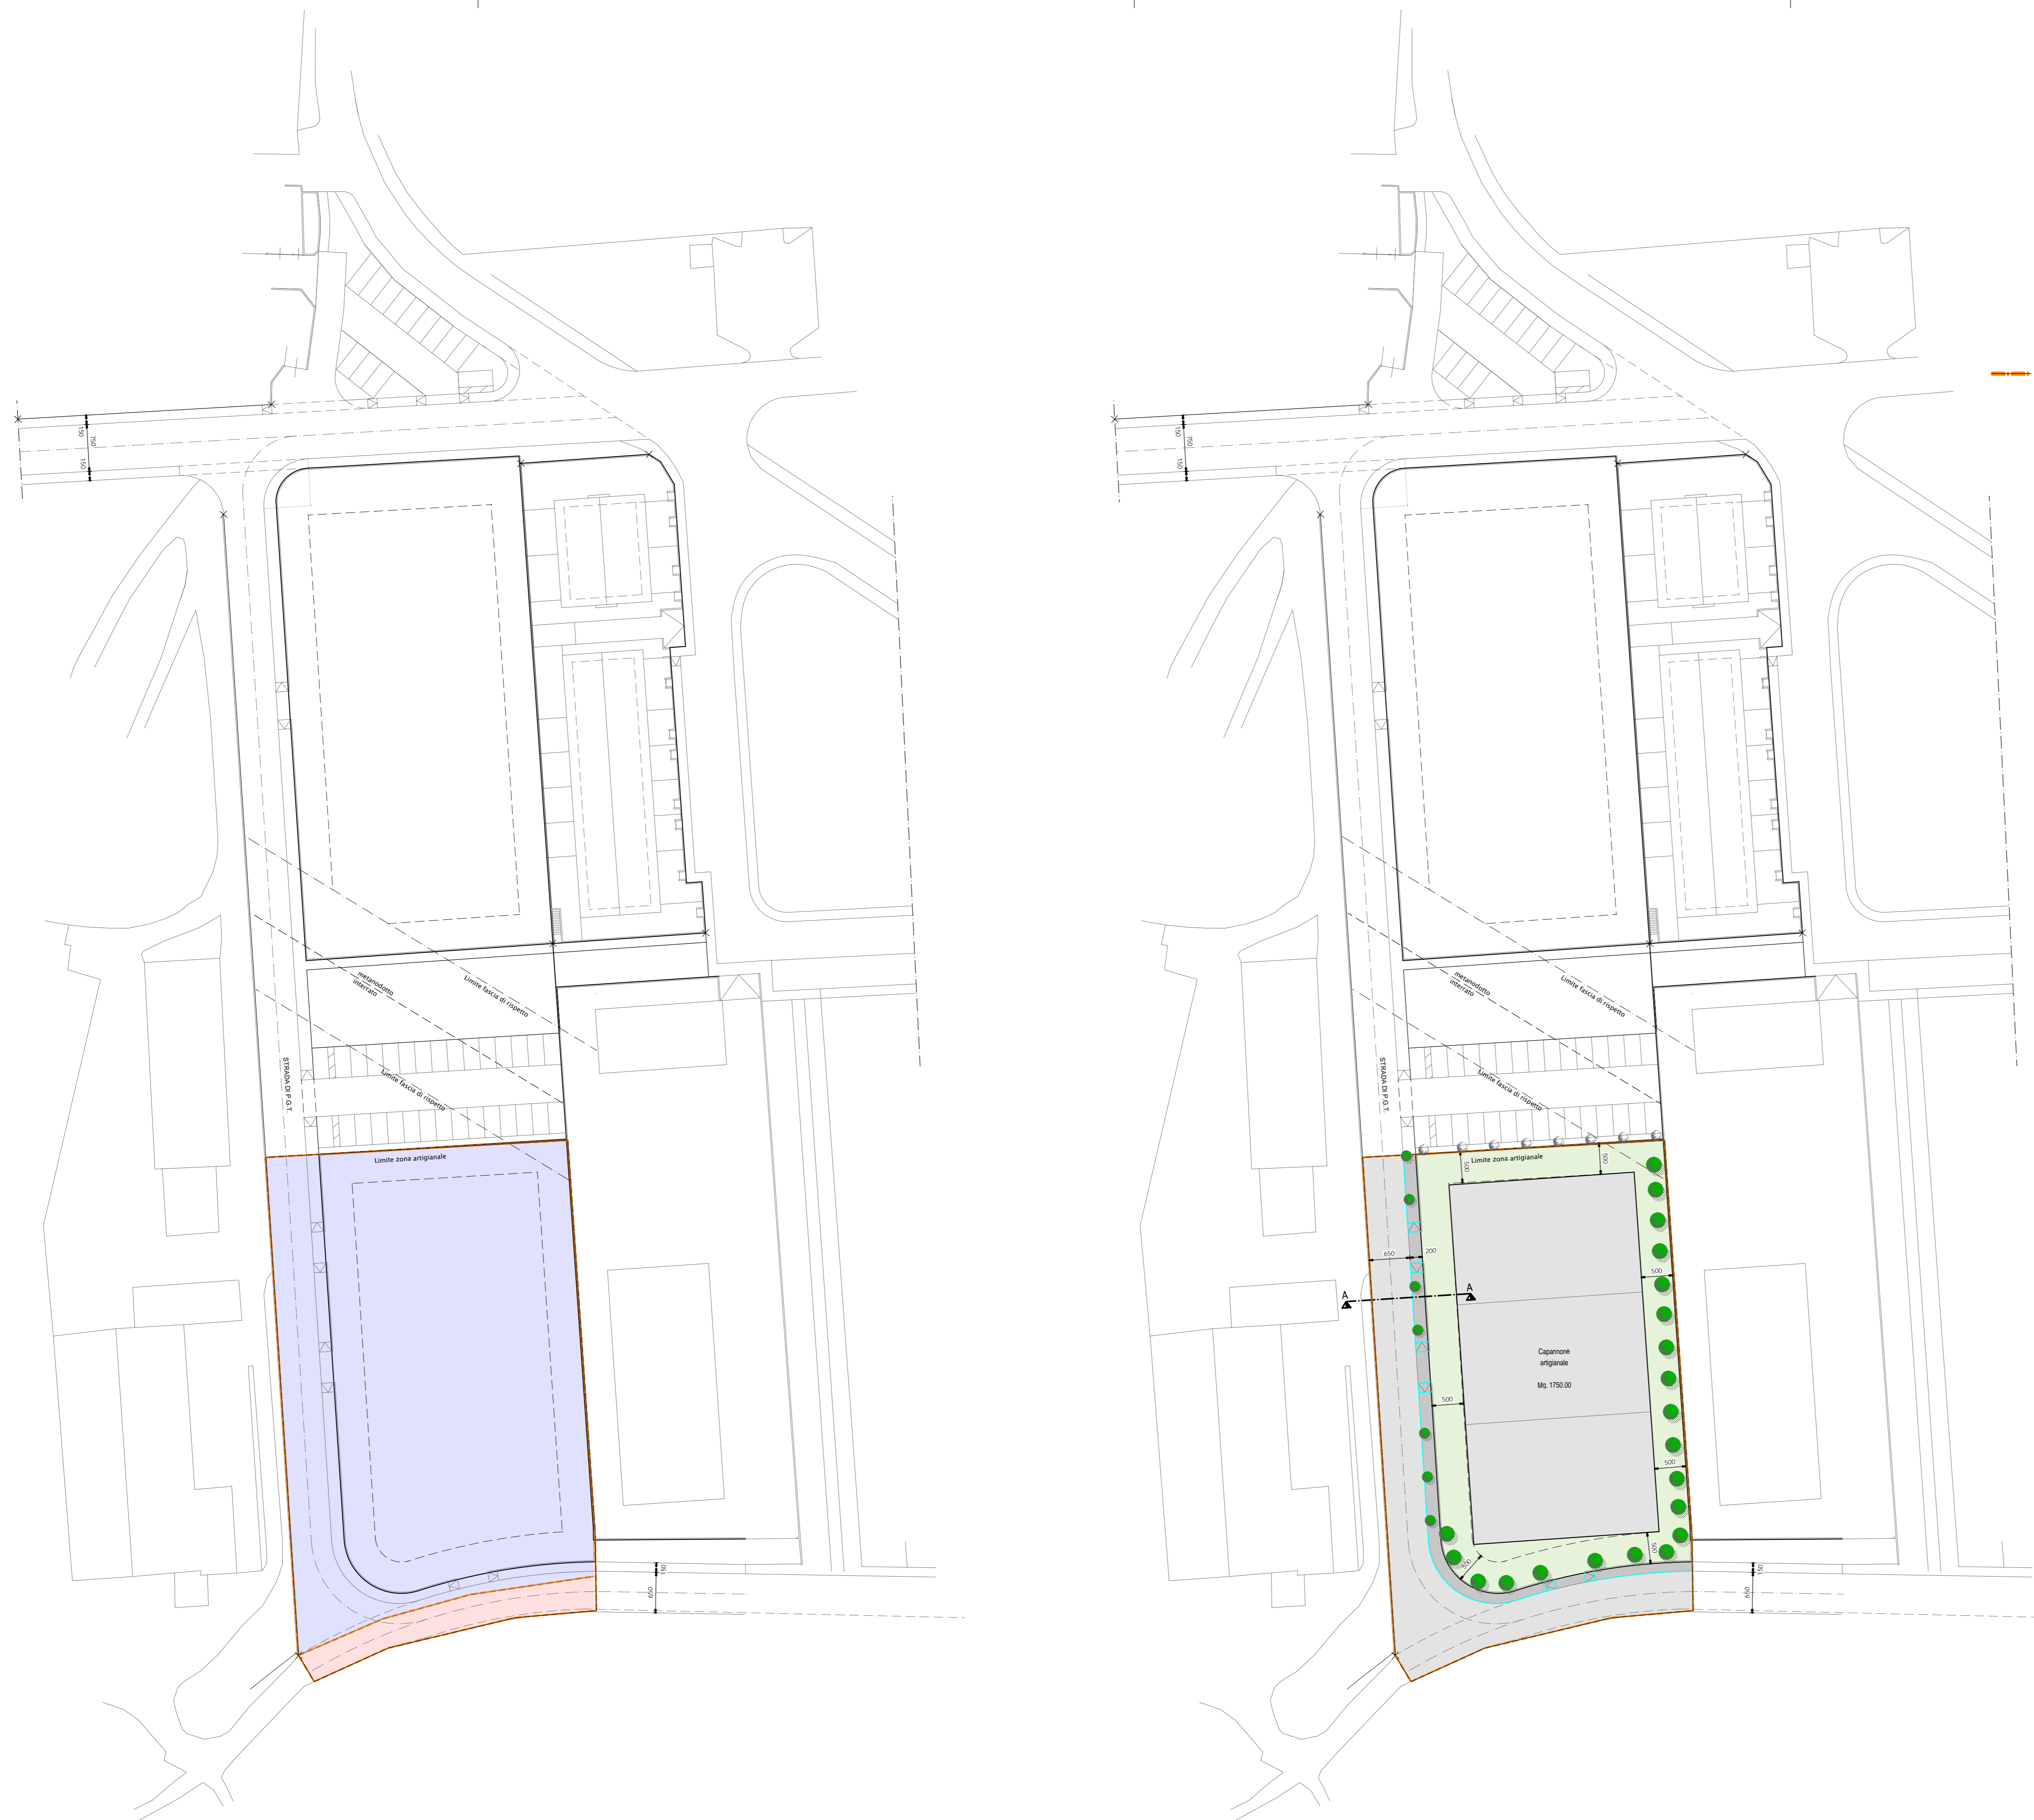 150
750
150
metanodotto
interrato
Limite fascia di rispetto
STRADA DI P.G.T.
Limite fascia di rispetto
Limite zona artigianale
150
650
150
750
150
metanodotto
interrato
Limite fascia di rispetto
STRADA DI P.G.T.
Limite fascia di rispetto
Limite zona artigianale
500
500
650
200
500
A
A
Capannone
artigianale
Mq. 1750.00
500
500
500
500
150
650